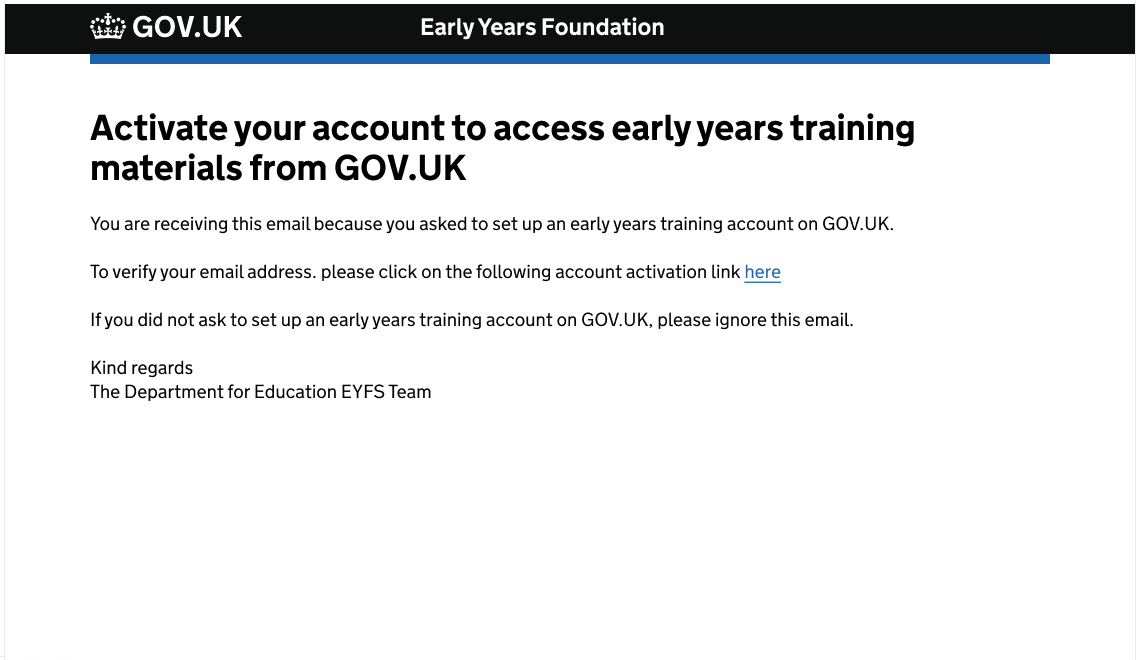 GOV.UK Early Years Foundation
Activate your account to access early years training
materials from GOV.UK
You are receiving this email because you asked to set up an early years training account on GOV.UK.
To verify your email address. please click on the following account activation link here
If you did not ask to set up an early years training account on GOV.UK, please ignore this email.
Kind regards
The Department for Education EYFS Team